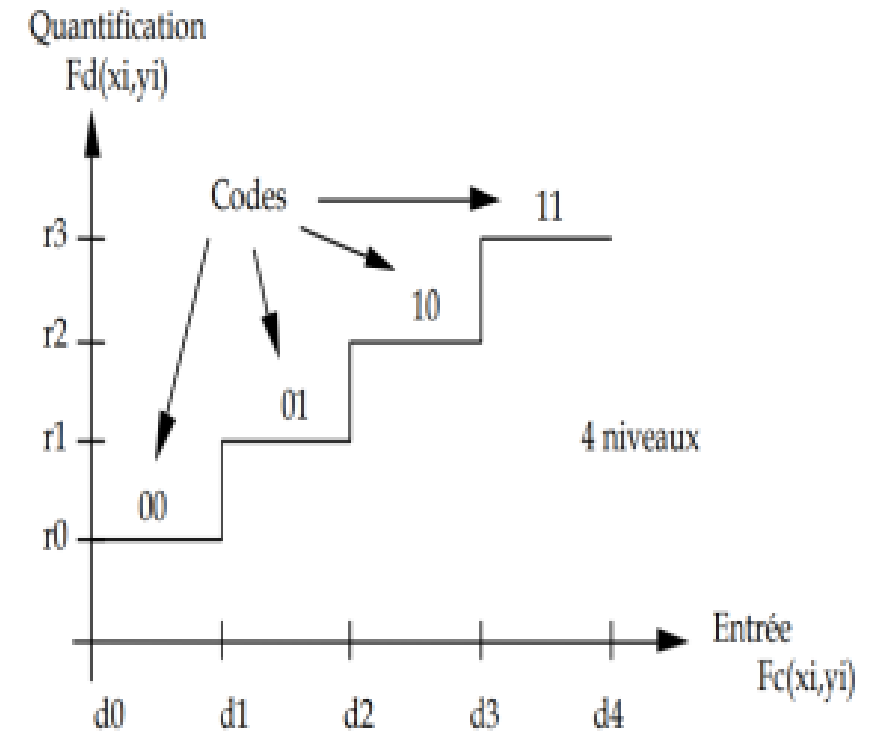 Quantification
Fd(xi,yi)
Codes
11
r3
10
r2
01
r1
4 niveaux
00
r0
Entrée
Fc(xi,yi)
d0 d1 d2 d3 d4